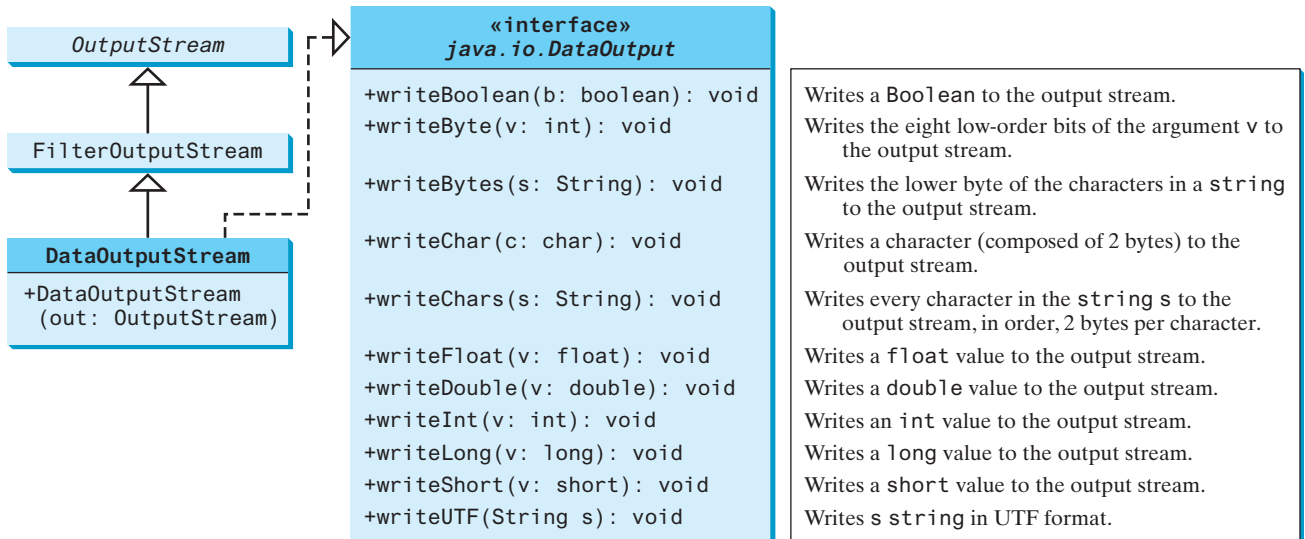 OutputStream
FilterOutputStream
DataOutputStream
+DataOutputStream
(out: OutputStream)
«interface»
java.io.DataOutput
+writeBoolean(b: boolean): void
+writeByte(v: int): void
+writeBytes(s: String): void
+writeChar(c: char): void
+writeChars(s: String): void
+writeFloat(v: float): void
+writeDouble(v: double): void
+writeInt(v: int): void
+writeLong(v: long): void
+writeShort(v: short): void
+writeUTF(String s): void
Writes a Boolean to the output stream.
Writes the eight low-order bits of the argument v to
the output stream.
Writes the lower byte of the characters in a string
to the output stream.
Writes a character (composed of 2 bytes) to the
output stream.
Writes every character in the string s to the
output stream, in order, 2 bytes per character.
Writes a float value to the output stream.
Writes a double value to the output stream.
Writes an int value to the output stream.
Writes a long value to the output stream.
Writes a short value to the output stream.
Writes s string in UTF format.